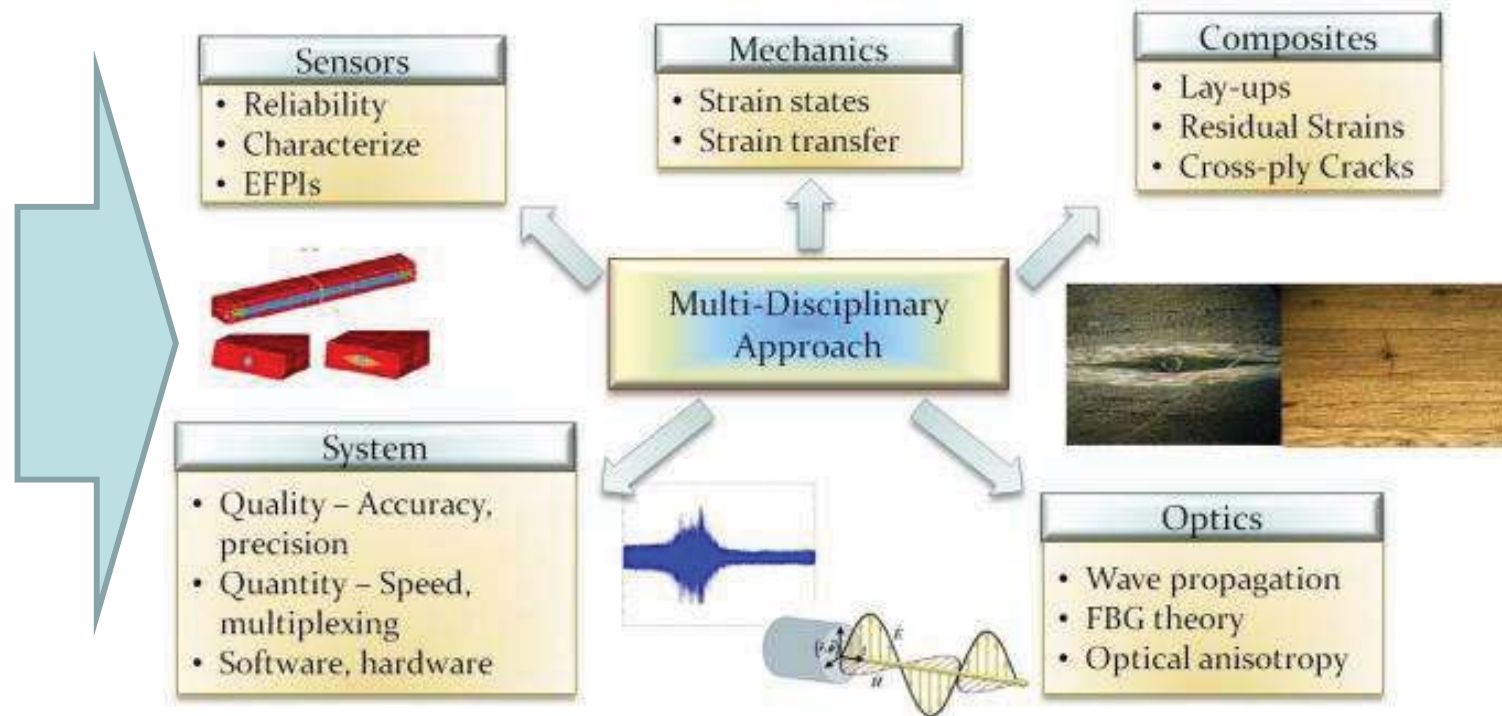 Sensors
• Reliability
• Characterize
• EFPIs
Mechanics
• Strain states
• Strain transfer
Composites
• Lay-ups
• Residual Strains
• Cross-ply Cracks
Multi-Disciplinary
Approach
System
• Quality – Accuracy,
precision
• Quantity – Speed,
multiplexing
• Software, hardware
Optics
• Wave propagation
• FBG theory
• Optical anisotropy
E
H